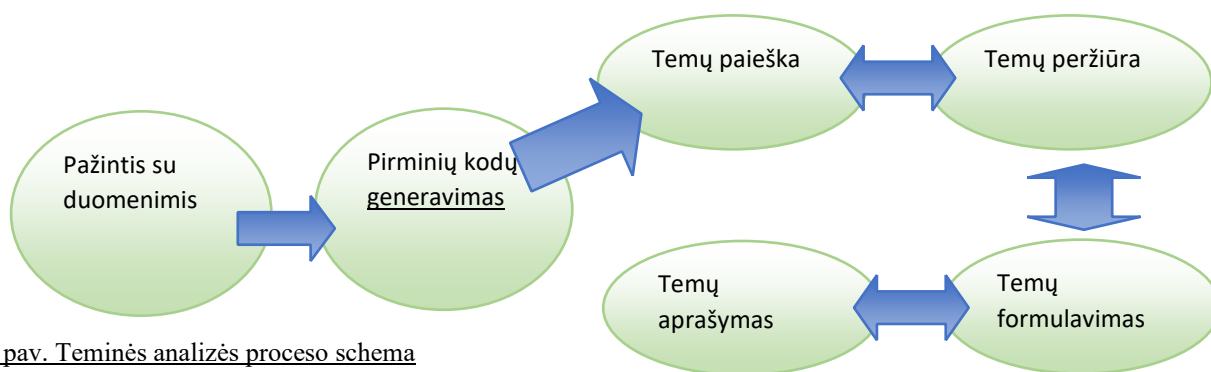 Pažintis su
duomenimis
Pirminių kodų
generavimas
Temų paieška
Temų peržiūra
Temų
formulavimas
Temų
aprašymas
pav. Teminės analizės proceso schema